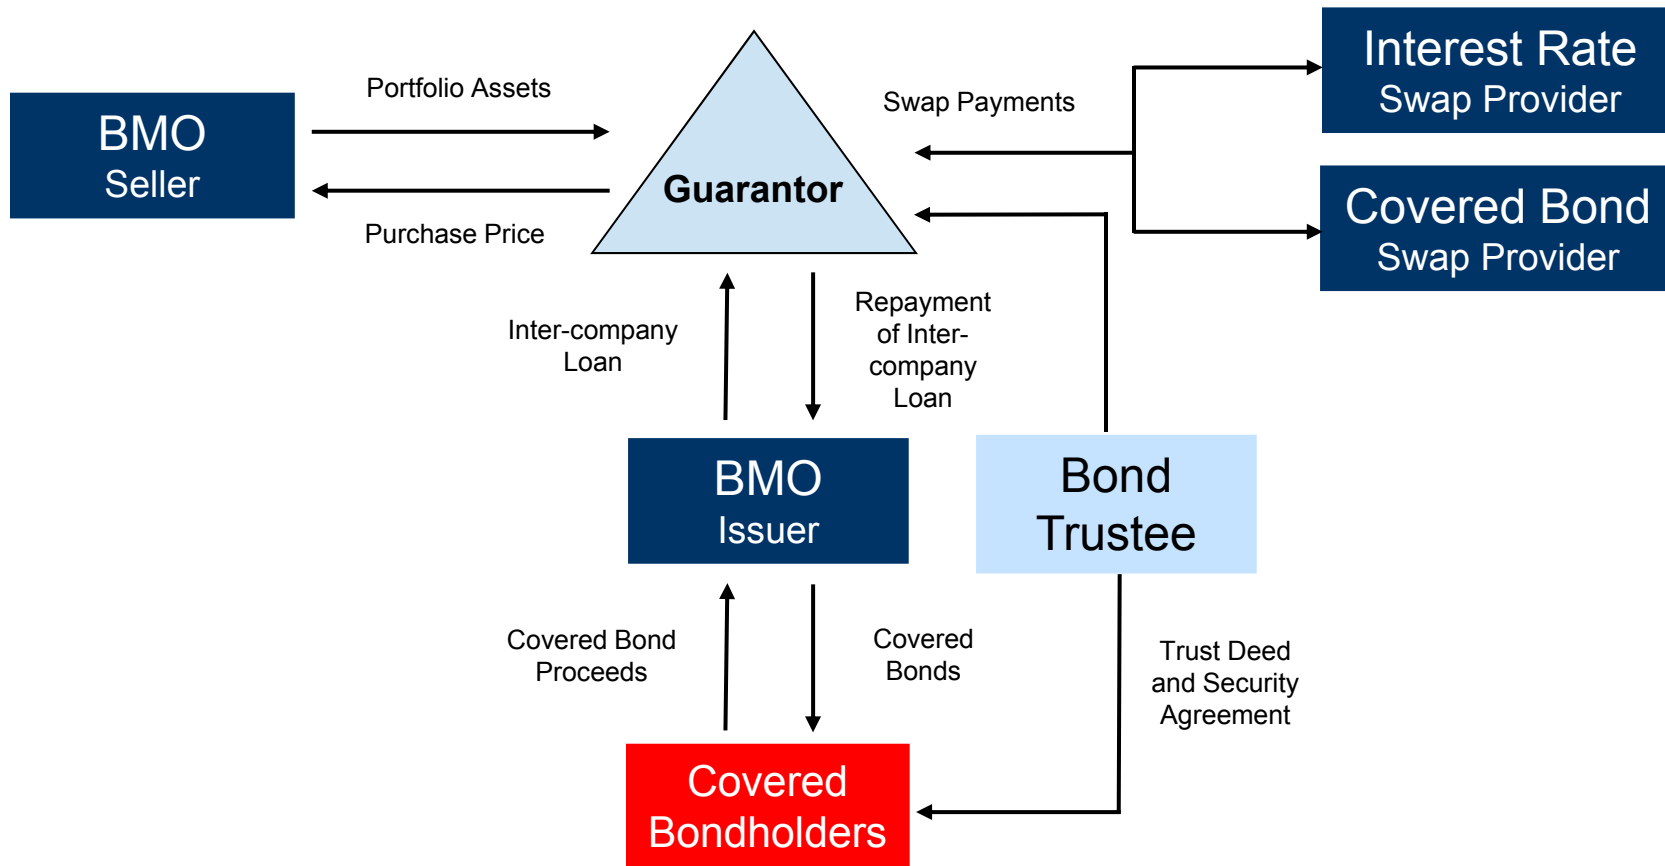 Interest Rate
Swap Provider
Portfolio Assets
Swap Payments
BMO
Seller
Guarantor
Purchase Price
Covered Bond
Swap Provider
Inter-company
Loan
Repayment
of Inter-
company
Loan
BMO
Issuer
Bond
Trustee
Covered Bond
Proceeds
Covered
Bonds
Trust Deed
and Security
Agreement
Covered
Bondholders